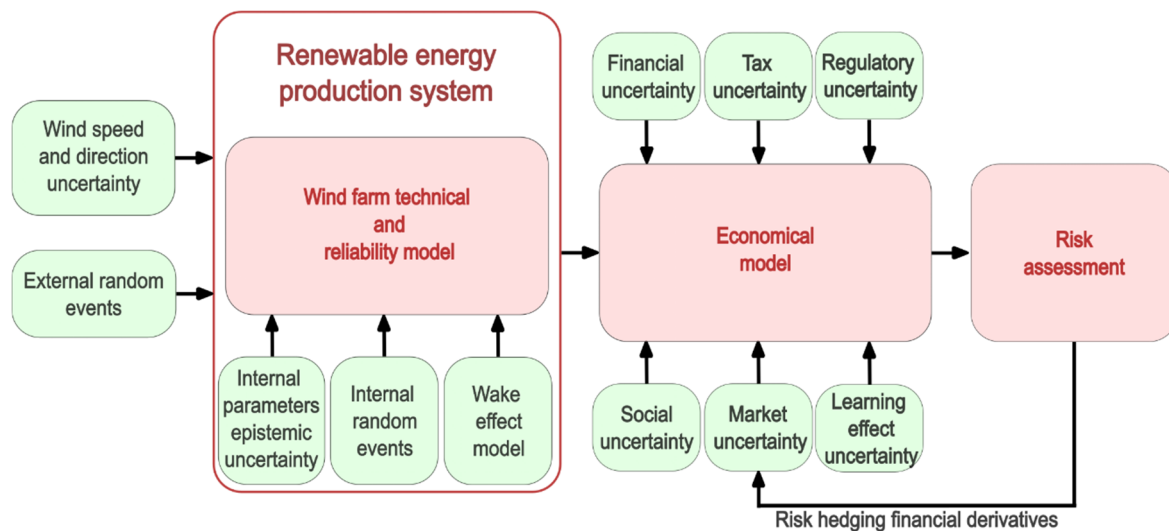 Renewable energy
production system
Wind speed
and direction
uncertainty
External random
events
Wind farm technical
and
reliability model
Internal
parameters
epistemic
uncertainty
Internal
random
events
Wake
effect
model
Financial
uncertainty
Tax
uncertainty
Regulatory
uncertainty
Economical
model
Social
uncertainty
Market
uncertainty
Learning
effect
uncertainty
Risk
assessment
Risk hedging financial derivatives